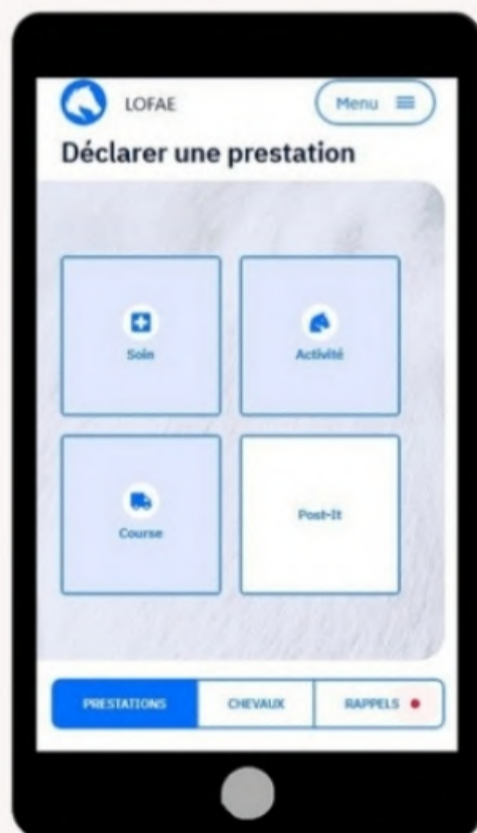 LOFAE
Menu
Déclarer une prestation
Soin
Activité
Course
Post-It
PRESTATIONS
CHEVAUX
RAPPELS